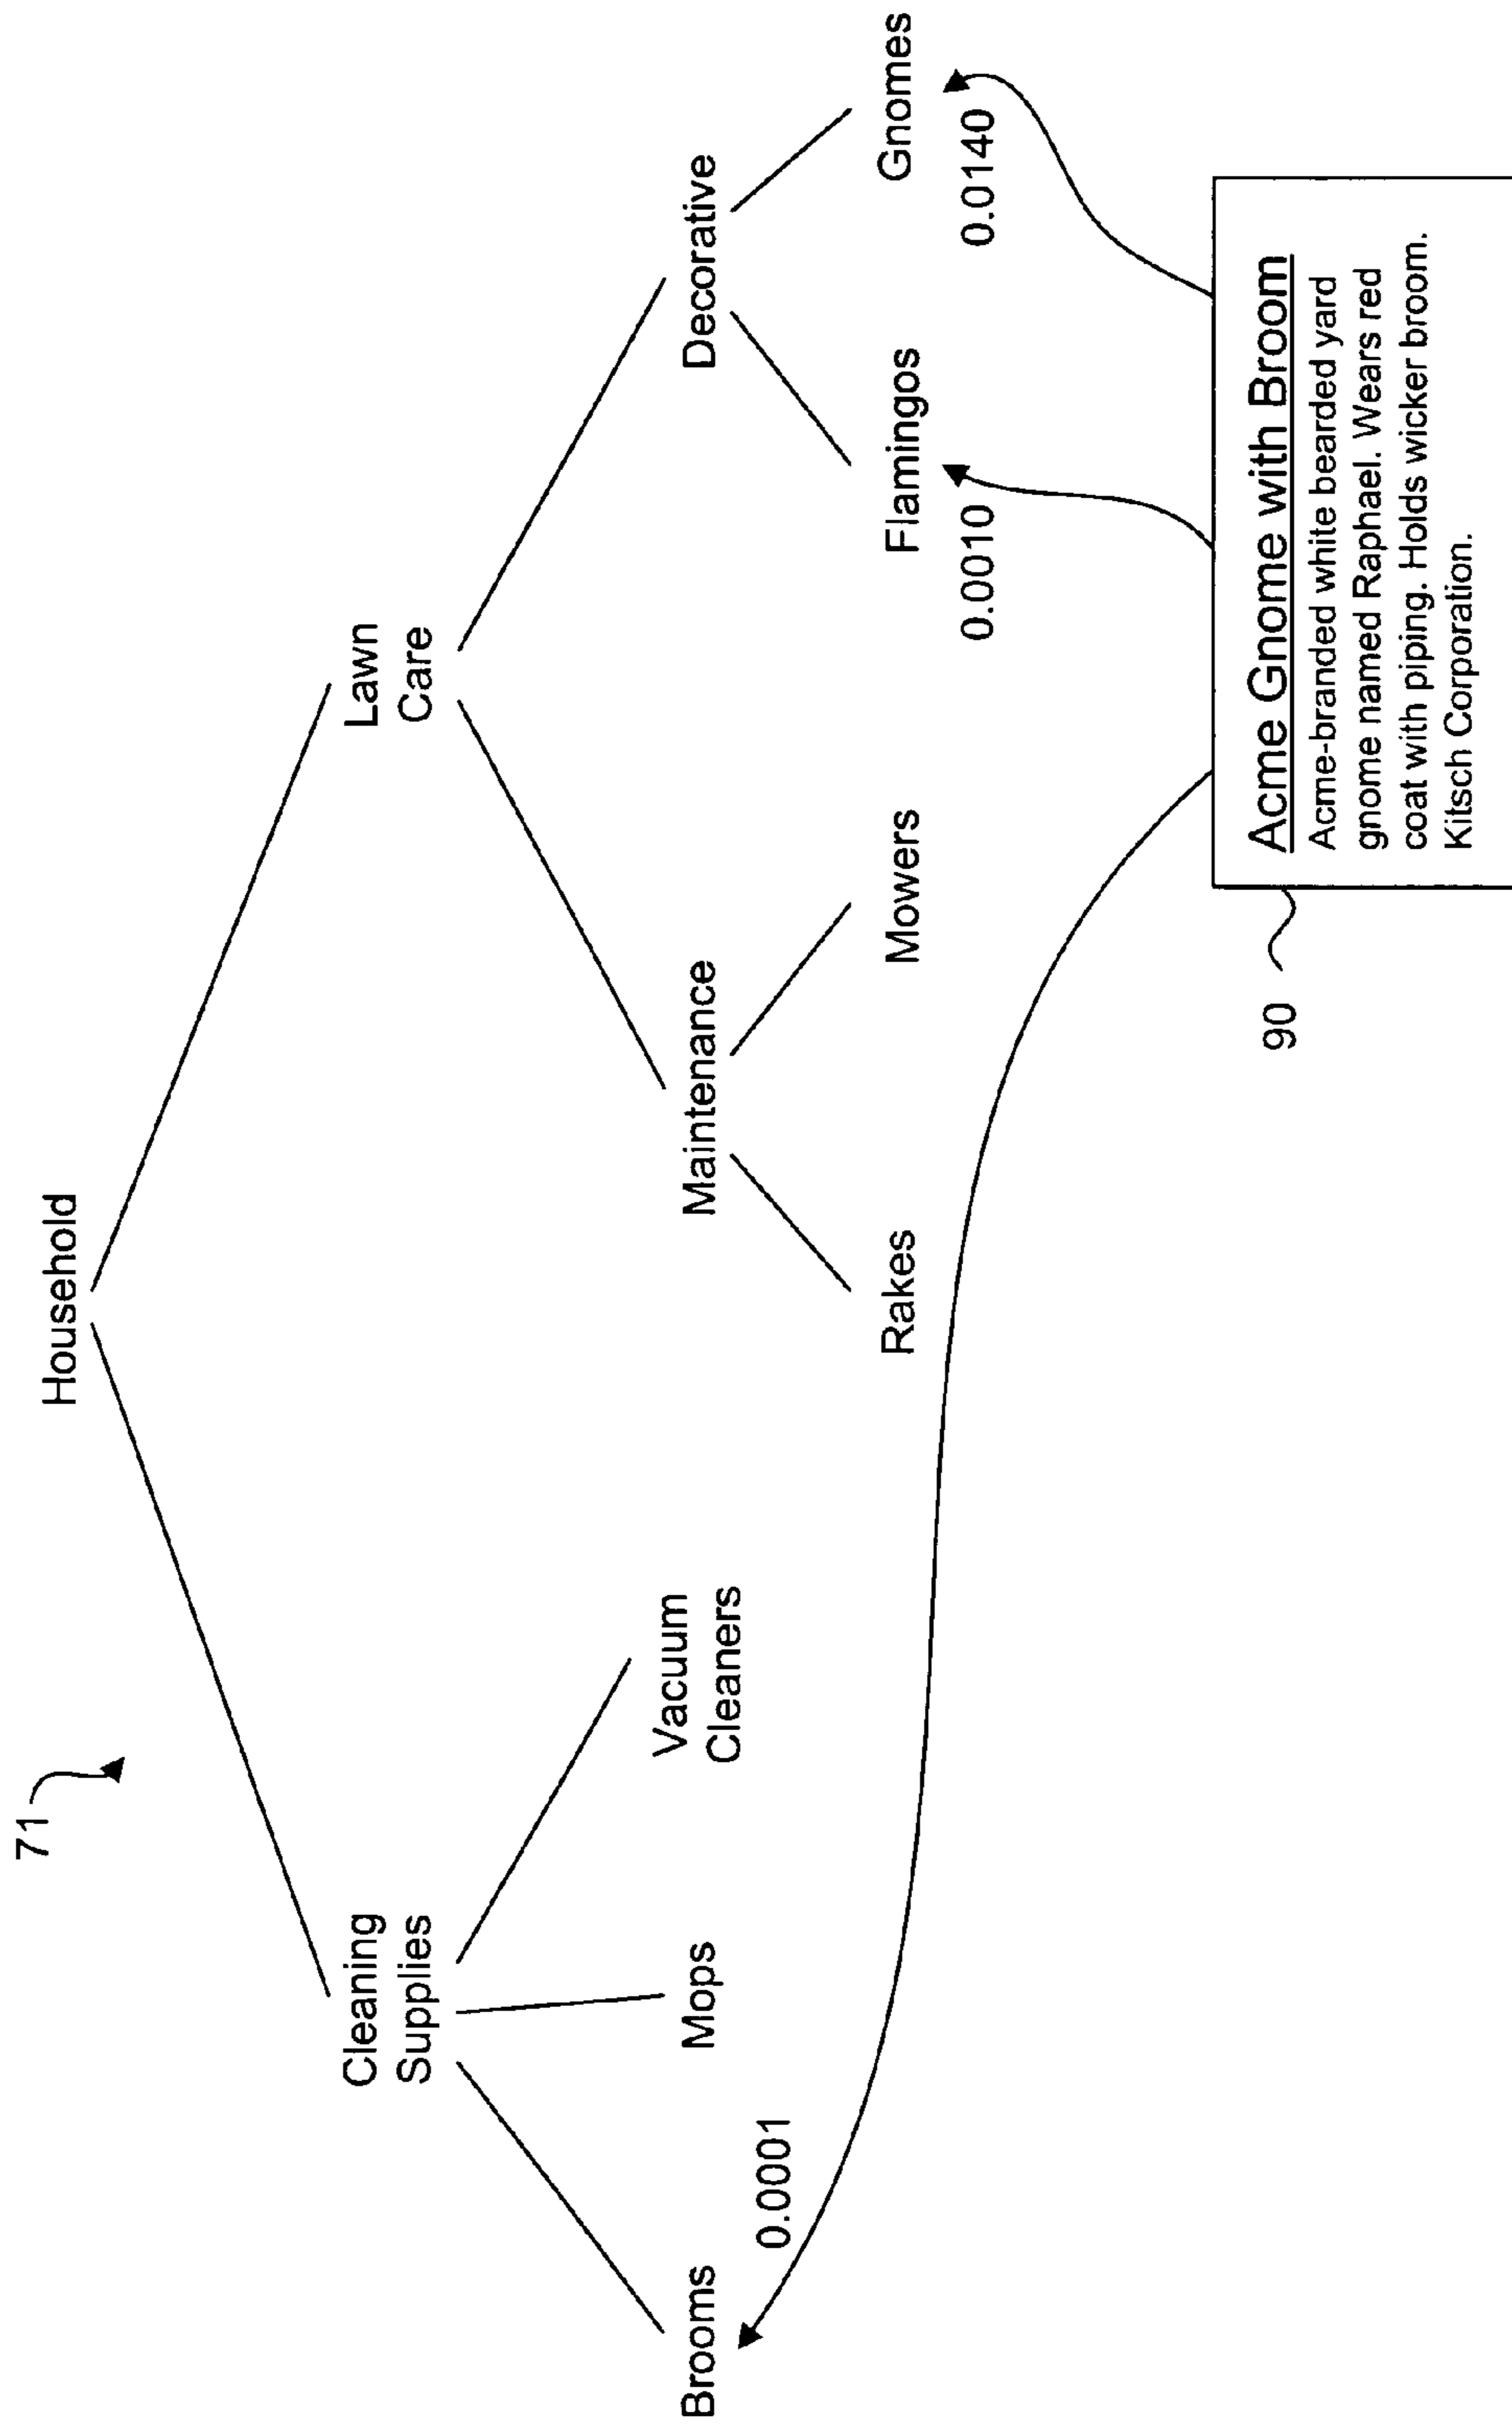 71
Household
Cleaning
Supplies
Lawn
Care
Brooms
Mops
Vacuum
Cleaners
Maintenance
Decorative
0.0001
Rakes
Mowers
Flamingos
Gnomes
0.0010
0.0140
90
Acme Gnome with Broom
Acme-branded white bearded yard
gnome named Raphael. Wears red
coat with piping. Holds wicker broom.
Kitsch Corporation.